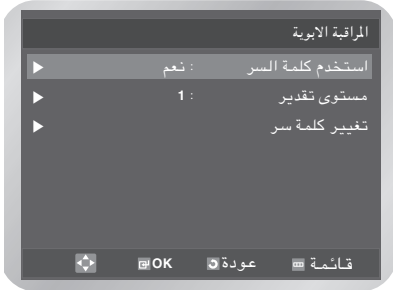 المراقبة الابوية
استخدم كلمة السر : نعم
مستوى تقدير : 1
تغيير كلمة سر
قائمة عودة OK